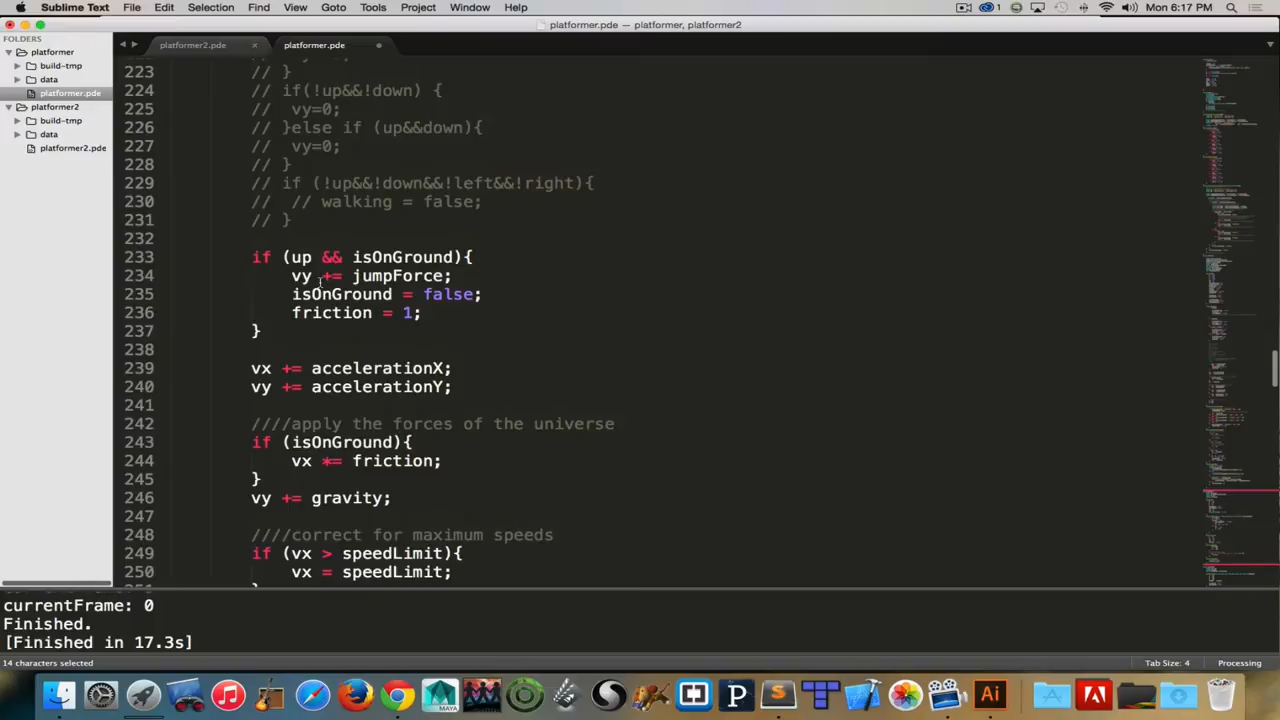 Sublime Text File Edit Selection Find View Goto Tools Project Window Help 1 Mon 6:17 PM
platformer.pde — platformer, platformer2
FOLDERS
platformer
build-tmp
data
platformer.pde
platformer2
build-tmp
data
platformer2.pde
platformer2.pde × platformer.pde
223 // }
224 // if(!up&&!down) {
225 // vy=0;
226 // }else if (up&&down){
227 // vy=0;
228 // }
229 // if (!up&&!down&&!left&&!right){
230 // // walking = false;
231 // }
232
233 if (up && isOnGround){
234 vy += jumpForce;
235 isOnGround = false;
236 friction = 1;
237 }
238
239 vx += accelerationX;
240 vy += accelerationY;
241
242 ////apply the forces of the universe
243 if (isOnGround){
244 vx *= friction;
245 }
246 vy += gravity;
247
248 ////correct for maximum speeds
249 if (vx > speedLimit){
250 vx = speedLimit;
currentFrame: 0
Finished.
[Finished in 17.3s]
14 characters selected Tab Size: 4 Processing
MAYA P S T Ai